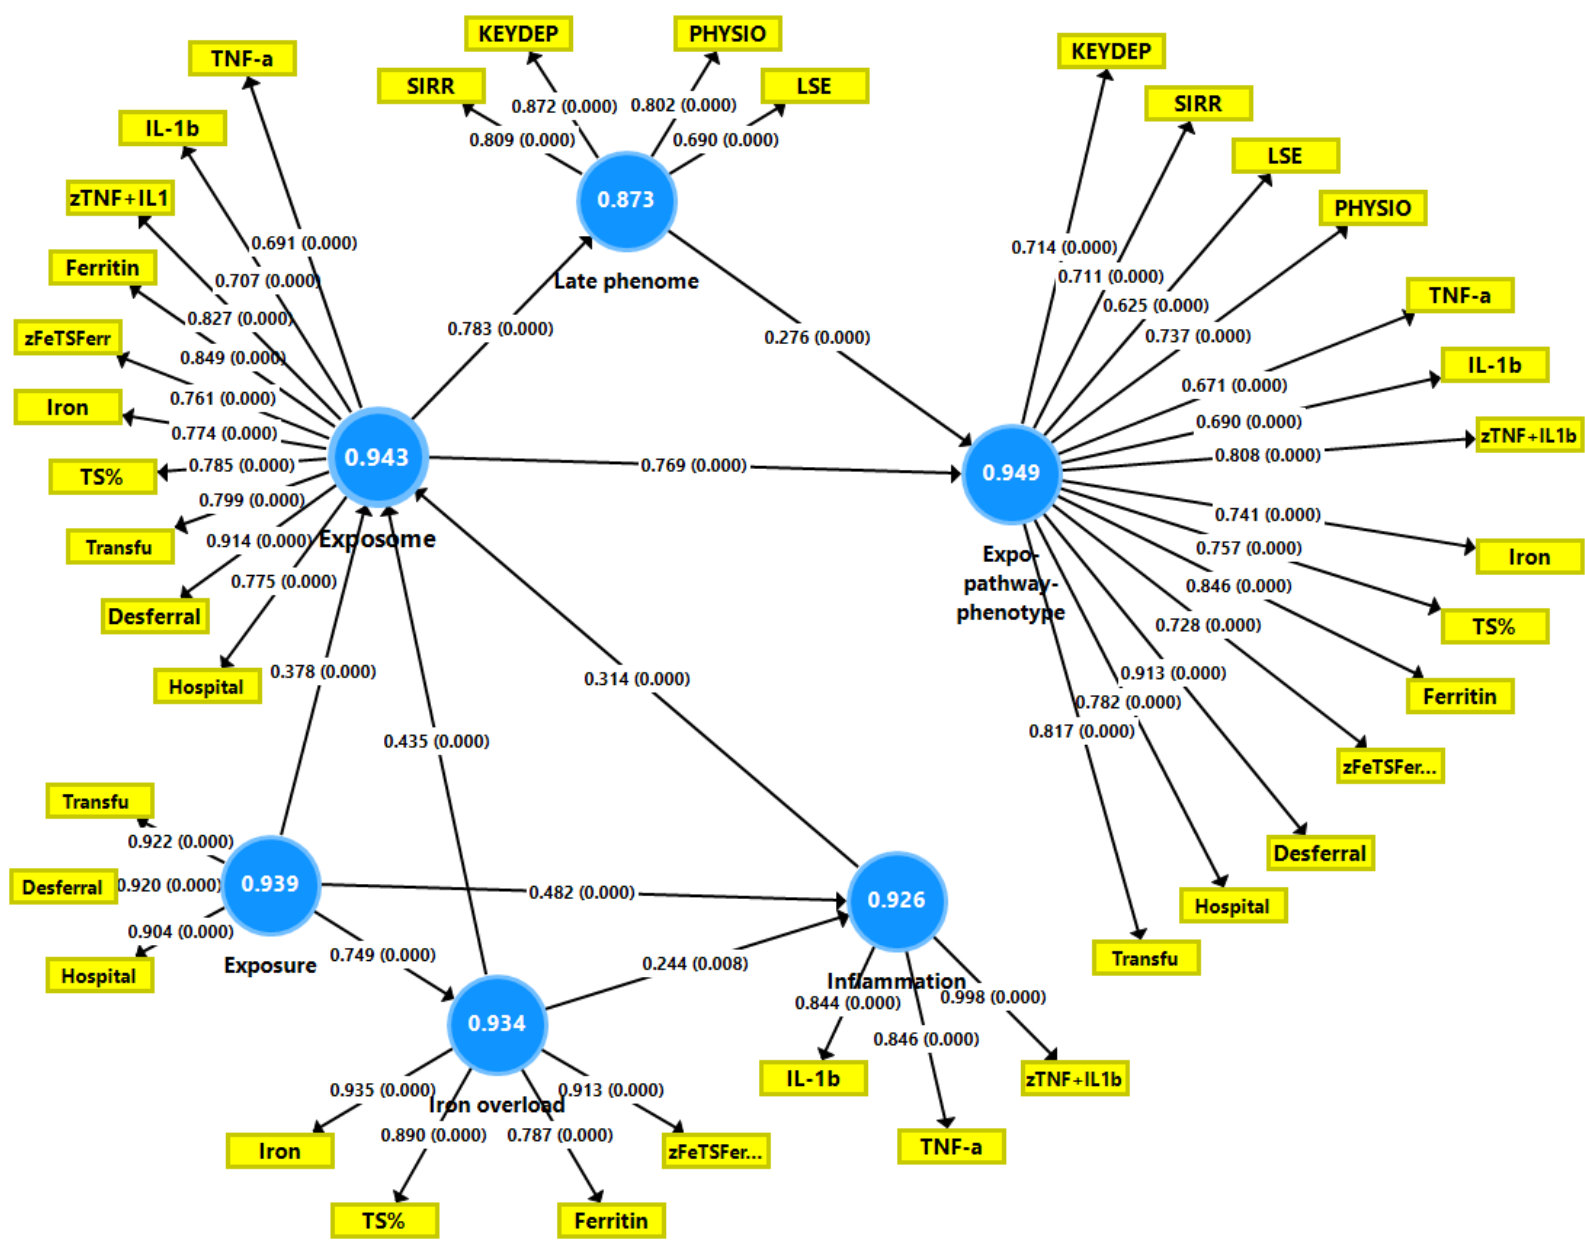 KEYDEP
PHYSIO
SIRR
LSE
0.872 (0.000)
0.802 (0.000)
0.809 (0.000)
0.690 (0.000)
0.873
Late phenome
TNF-a
IL-1b
zTNF+IL1
Ferritin
zFeTSFerr
Iron
TS%
Transfu
Desferral
Hospital
0.691 (0.000)
0.707 (0.000)
0.827 (0.000)
0.849 (0.000)
0.761 (0.000)
0.774 (0.000)
0.785 (0.000)
0.799 (0.000)
0.914 (0.000)
0.775 (0.000)
0.943
Exposome
0.783 (0.000)
0.276 (0.000)
0.769 (0.000)
0.378 (0.000)
0.435 (0.000)
0.314 (0.000)
KEYDEP
SIRR
LSE
PHYSIO
TNF-a
IL-1b
zTNF+IL1b
Iron
TS%
Ferritin
zFeTSFer...
Desferral
Hospital
Transfu
0.714 (0.000)
0.711 (0.000)
0.625 (0.000)
0.737 (0.000)
0.671 (0.000)
0.690 (0.000)
0.808 (0.000)
0.741 (0.000)
0.757 (0.000)
0.846 (0.000)
0.728 (0.000)
0.913 (0.000)
0.782 (0.000)
0.817 (0.000)
0.949
Expo-
pathway-
phenotype
Transfu
Desferral
Hospital
0.922 (0.000)
0.920 (0.000)
0.904 (0.000)
0.939
Exposure
0.482 (0.000)
0.749 (0.000)
0.244 (0.008)
0.926
Inflammation
0.844 (0.000)
0.846 (0.000)
0.998 (0.000)
IL-1b
TNF-a
zTNF+IL1b
0.934
Iron overload
0.935 (0.000)
0.890 (0.000)
0.787 (0.000)
0.913 (0.000)
Iron
TS%
Ferritin
zFeTSFer...